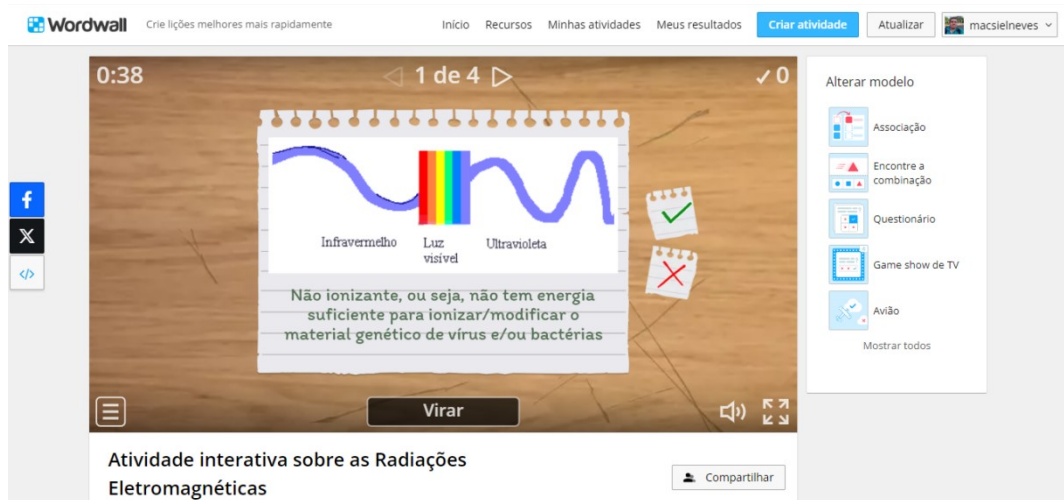 Wordwall
Crie lições melhores mais rapidamente
Início
Recursos
Minhas atividades
Meus resultados
Criar atividade
Atualizar
macsielneves
0:38
1 de 4
0
Infravermelho
Luz
visível
Ultravioleta
Não ionizante, ou seja, não tem energia
suficiente para ionizar/modificar o
material genético de vírus e/ou bactérias
Virar
Alterar modelo
Associação
Encontre a
combinação
Questionário
Game show de TV
Avião
Mostrar todos
Atividade interativa sobre as Radiações
Eletromagnéticas
Compartilhar